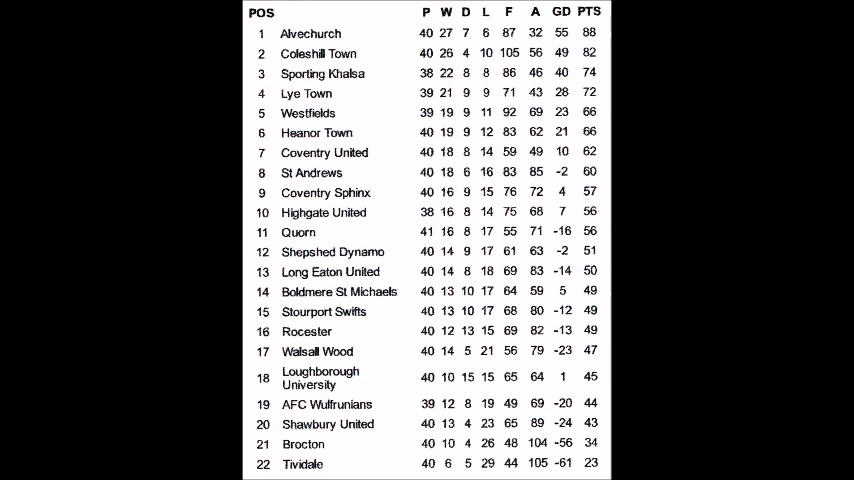 POS P W D L F A GD PTS
1 Alvechurch 40 27 7 6 87 32 55 88
2 Coleshill Town 40 26 4 10 105 56 49 82
3 Sporting Khalsa 38 22 8 8 86 46 40 74
4 Lye Town 39 21 9 9 71 43 28 72
5 Westfields 39 19 9 11 92 69 23 66
6 Heanor Town 40 19 9 12 83 62 21 66
7 Coventry United 40 18 8 14 59 49 10 62
8 St Andrews 40 18 6 16 83 85 -2 60
9 Coventry Sphinx 40 16 9 15 76 72 4 57
10 Highgate United 38 16 8 14 75 68 7 56
11 Quorn 41 16 8 17 55 71 -16 56
12 Shepshed Dynamo 40 14 9 17 61 63 -2 51
13 Long Eaton United 40 14 8 18 69 83 -14 50
14 Boldmere St Michaels 40 13 10 17 64 59 5 49
15 Stourport Swifts 40 13 10 17 68 80 -12 49
16 Rocester 40 12 13 15 69 82 -13 49
17 Walsall Wood 40 14 5 21 56 79 -23 47
18 Loughborough University 40 10 15 15 65 64 1 45
19 AFC Wulfrunians 39 12 8 19 49 69 -20 44
20 Shawbury United 40 13 4 23 65 89 -24 43
21 Brocton 40 10 4 26 48 104 -56 34
22 Tividale 40 6 5 29 44 105 -61 23